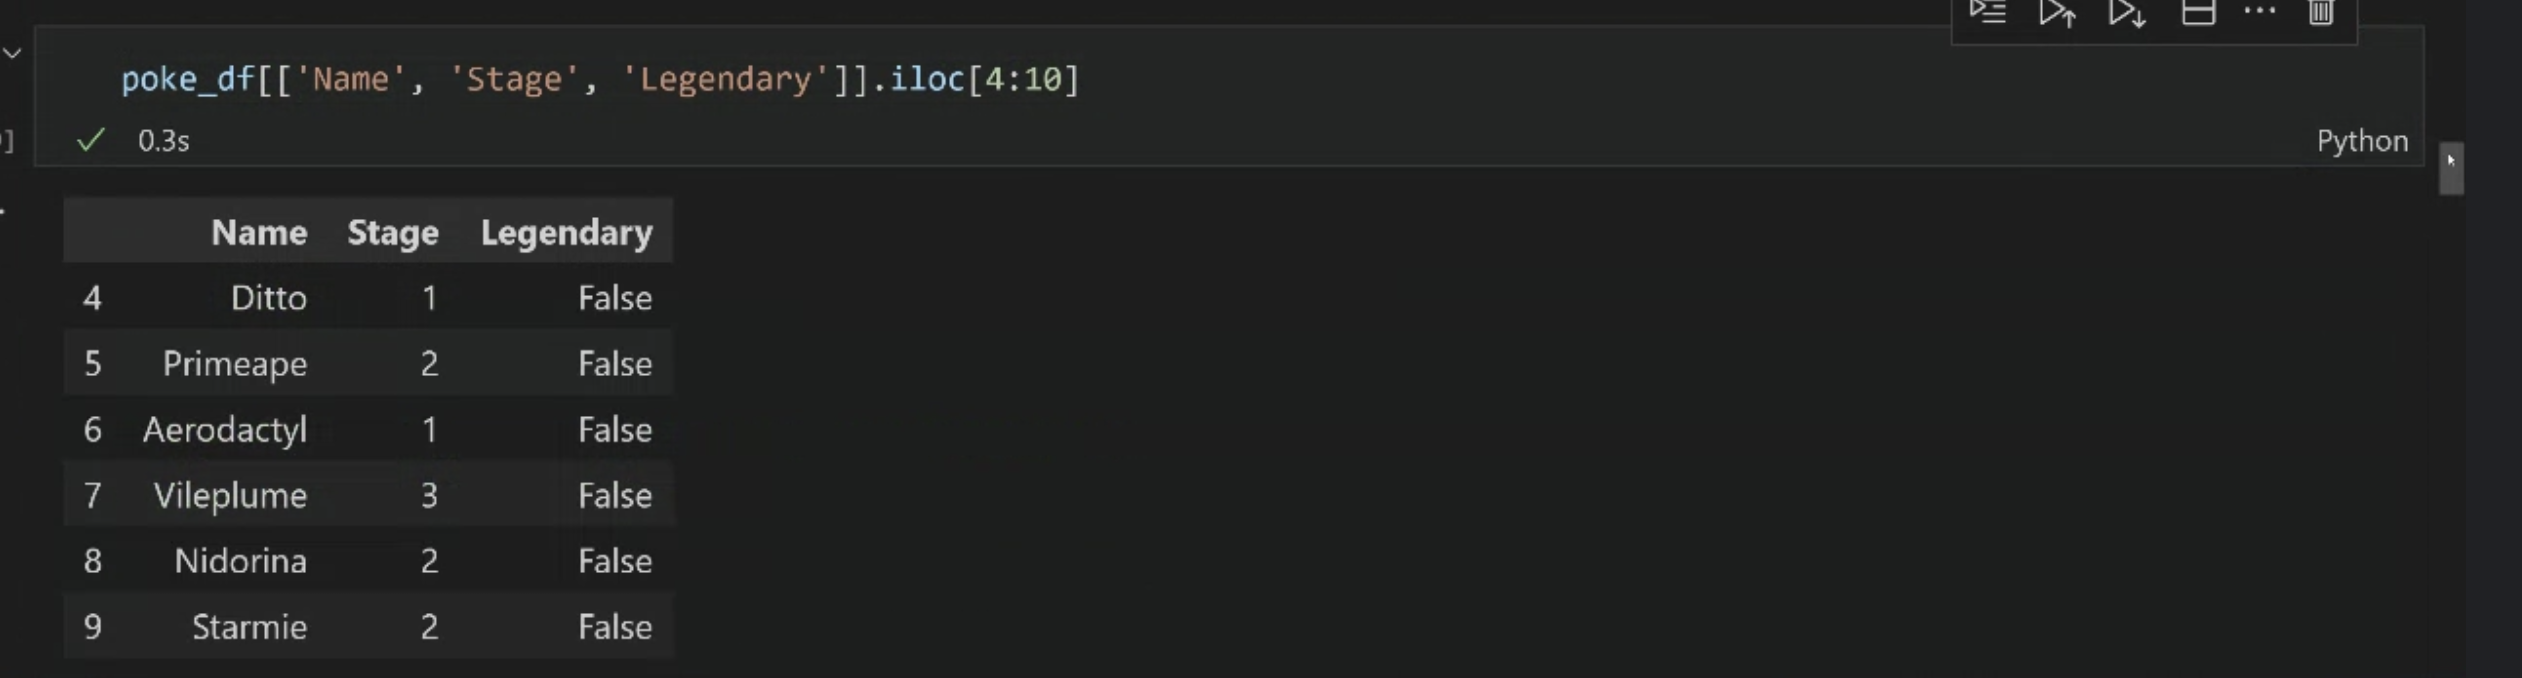 poke_df[['Name', 'Stage', 'Legendary']].iloc[4:10]
]
0.3s
Python
Name Stage Legendary
4 Ditto 1 False
5 Primeape 2 False
6 Aerodactyl 1 False
7 Vileplume 3 False
8 Nidorina 2 False
9 Starmie 2 False